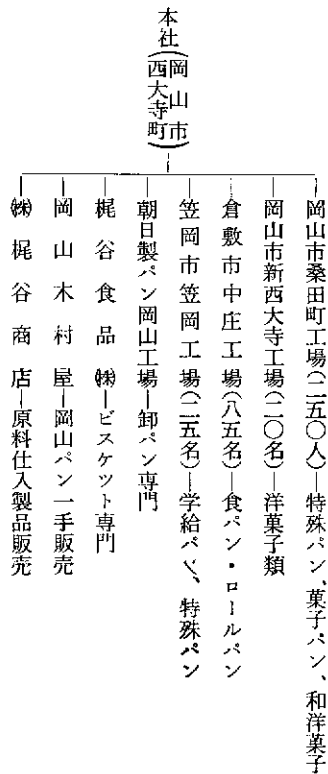 本社(岡山市西大寺町)
岡山市桑田町工場(二五〇人)―特殊パン、菓子パン、和洋菓子
岡山市新西大寺工場(二〇名)―洋菓子類
倉敷市中庄工場(八五名)―食パン・ロールパン
笠岡市笠岡工場(二五名)―学給パン、特殊パン
朝日製パン岡山工場―卸パン専門
梶谷食品㈱―ビスケット専門
岡山木村屋―岡山パン一手販売
㈱梶谷商店―原料仕入製品販売